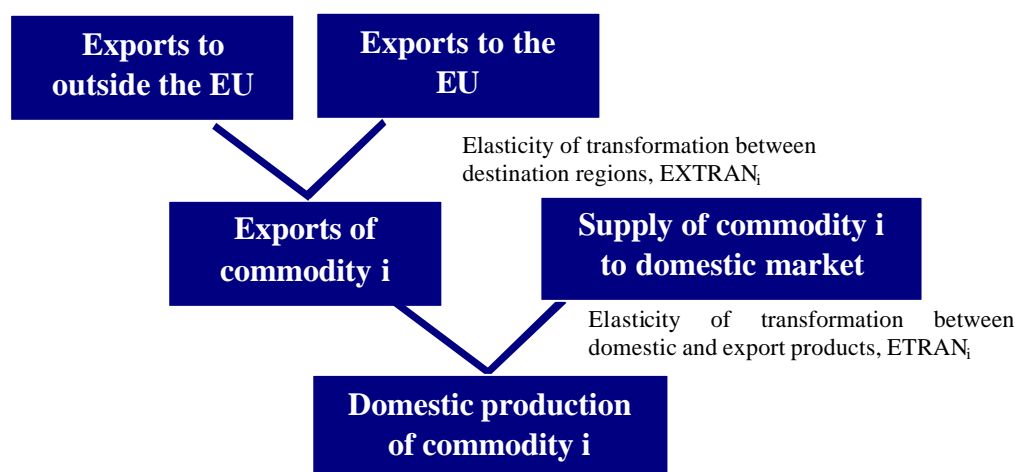 Exports to
outside the EU
Exports to the
EU
Elasticity of transformation between
destination regions, EXTRANi
Exports of
commodity i
Supply of commodity i
to domestic market
Elasticity of transformation between
domestic and export products, ETRANi
Domestic production
of commodity i